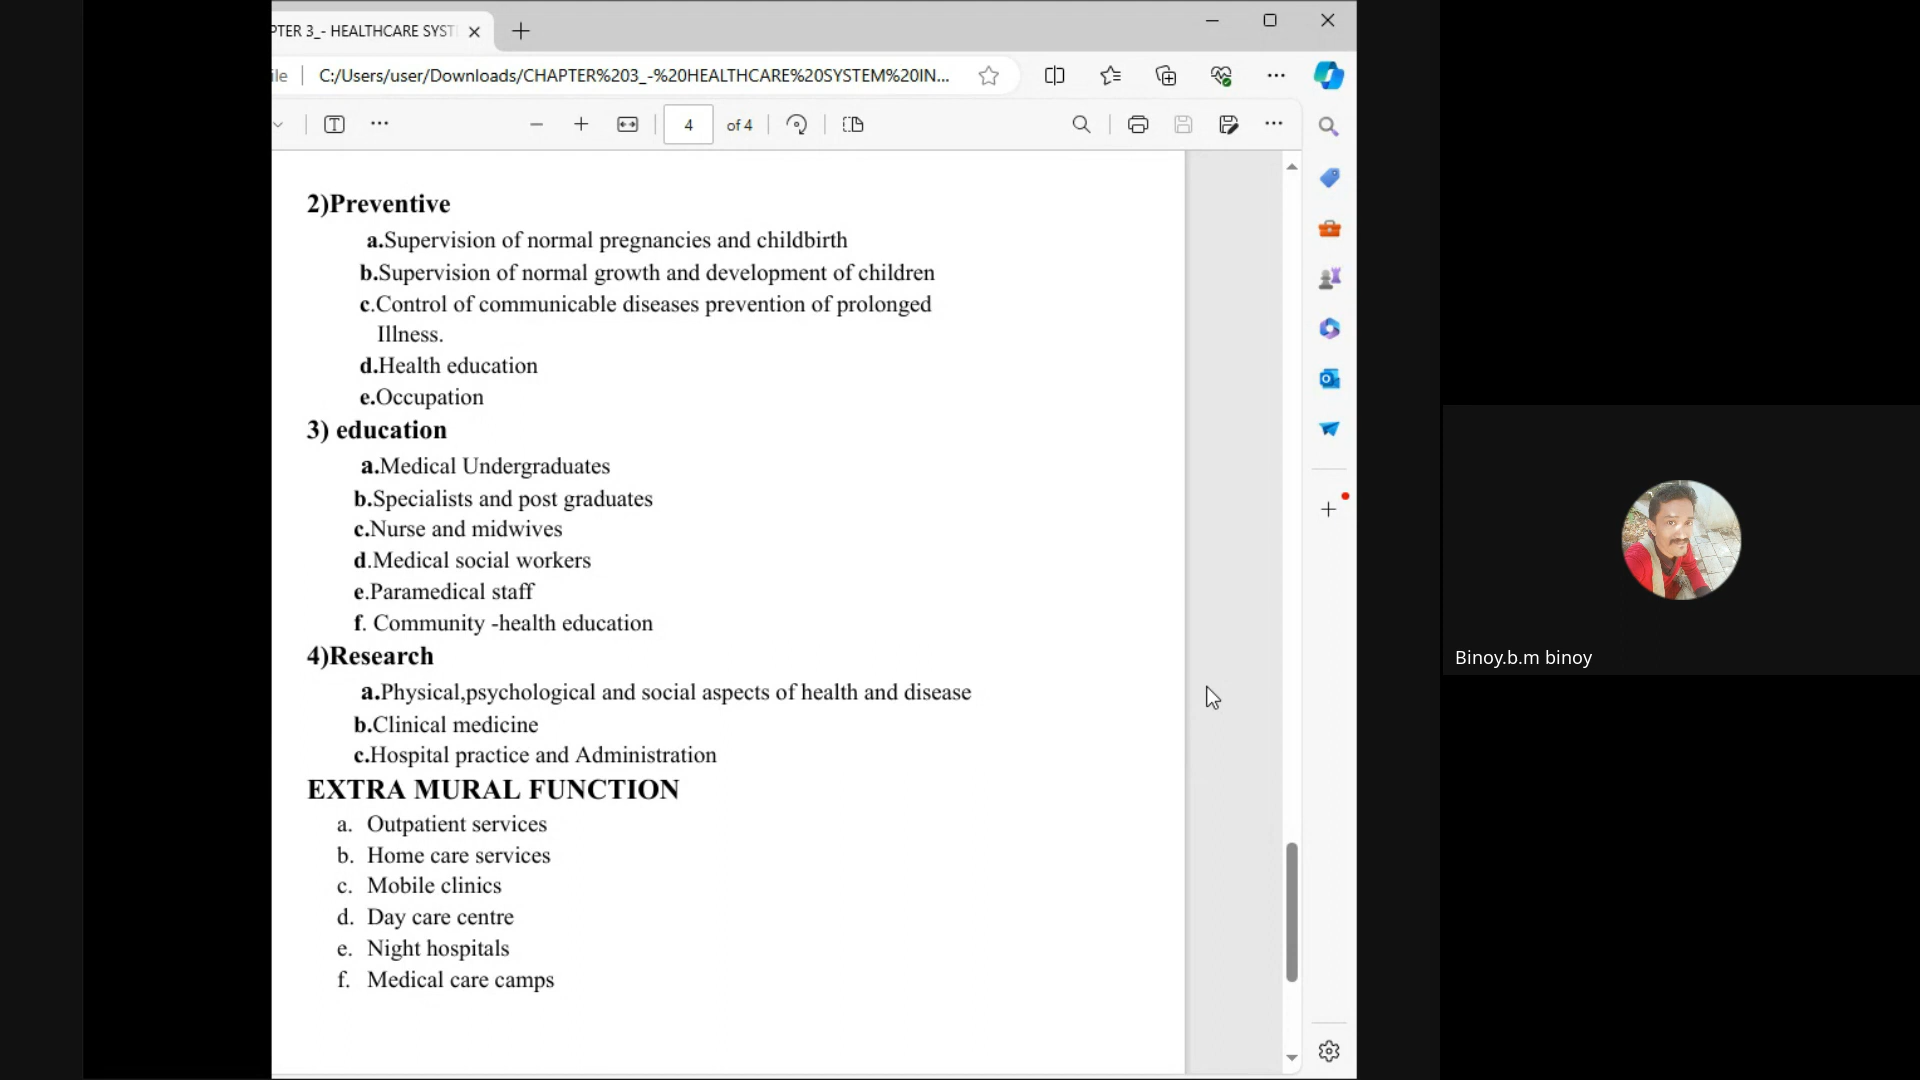 PTER 3_- HEALTHCARE SYST
ile
C:/Users/user/Downloads/CHAPTER%203_-%20HEALTHCARE%20SYSTEM%20IN...
4 of 4
2)Preventive
a.Supervision of normal pregnancies and childbirth
b.Supervision of normal growth and development of children
c.Control of communicable diseases prevention of prolonged
Illness.
d.Health education
e.Occupation
3) education
a.Medical Undergraduates
b.Specialists and post graduates
c.Nurse and midwives
d.Medical social workers
e.Paramedical staff
f. Community -health education
4)Research
a.Physical,psychological and social aspects of health and disease
b.Clinical medicine
c.Hospital practice and Administration
EXTRA MURAL FUNCTION
a. Outpatient services
b. Home care services
c. Mobile clinics
d. Day care centre
e. Night hospitals
f. Medical care camps
Binoy.b.m binoy